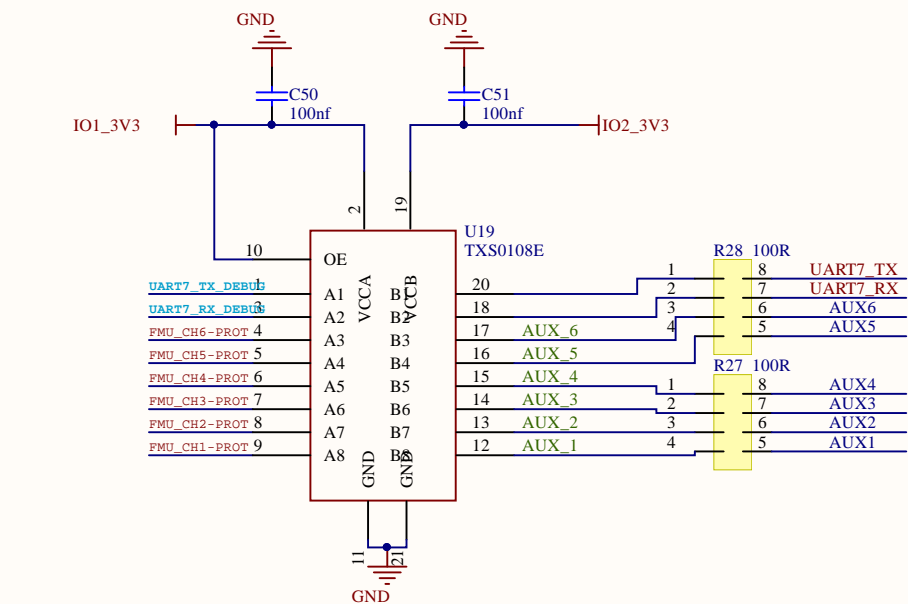 GND GND
C50 C51
100nf 100nf
IO1_3V3 IO2_3V3
2 19
U19
TXS0108E
10 OE
VCCA VCCB
UART7_TX_DEBUG 1 A1 B1 20
UART7_RX_DEBUG 3 A2 B2 18
FMU_CH6-PROT 4 A3 B3 17 AUX_6
FMU_CH5-PROT 5 A4 B4 16 AUX_5
FMU_CH4-PROT 6 A5 B5 15 AUX_4
FMU_CH3-PROT 7 A6 B6 14 AUX_3
FMU_CH2-PROT 8 A7 B7 13 AUX_2
FMU_CH1-PROT 9 A8 B8 12 AUX_1
GND GND
11 21
GND
R28 100R
1 8 UART7_TX
2 7 UART7_RX
3 6 AUX6
4 5 AUX5
R27 100R
1 8 AUX4
2 7 AUX3
3 6 AUX2
4 5 AUX1